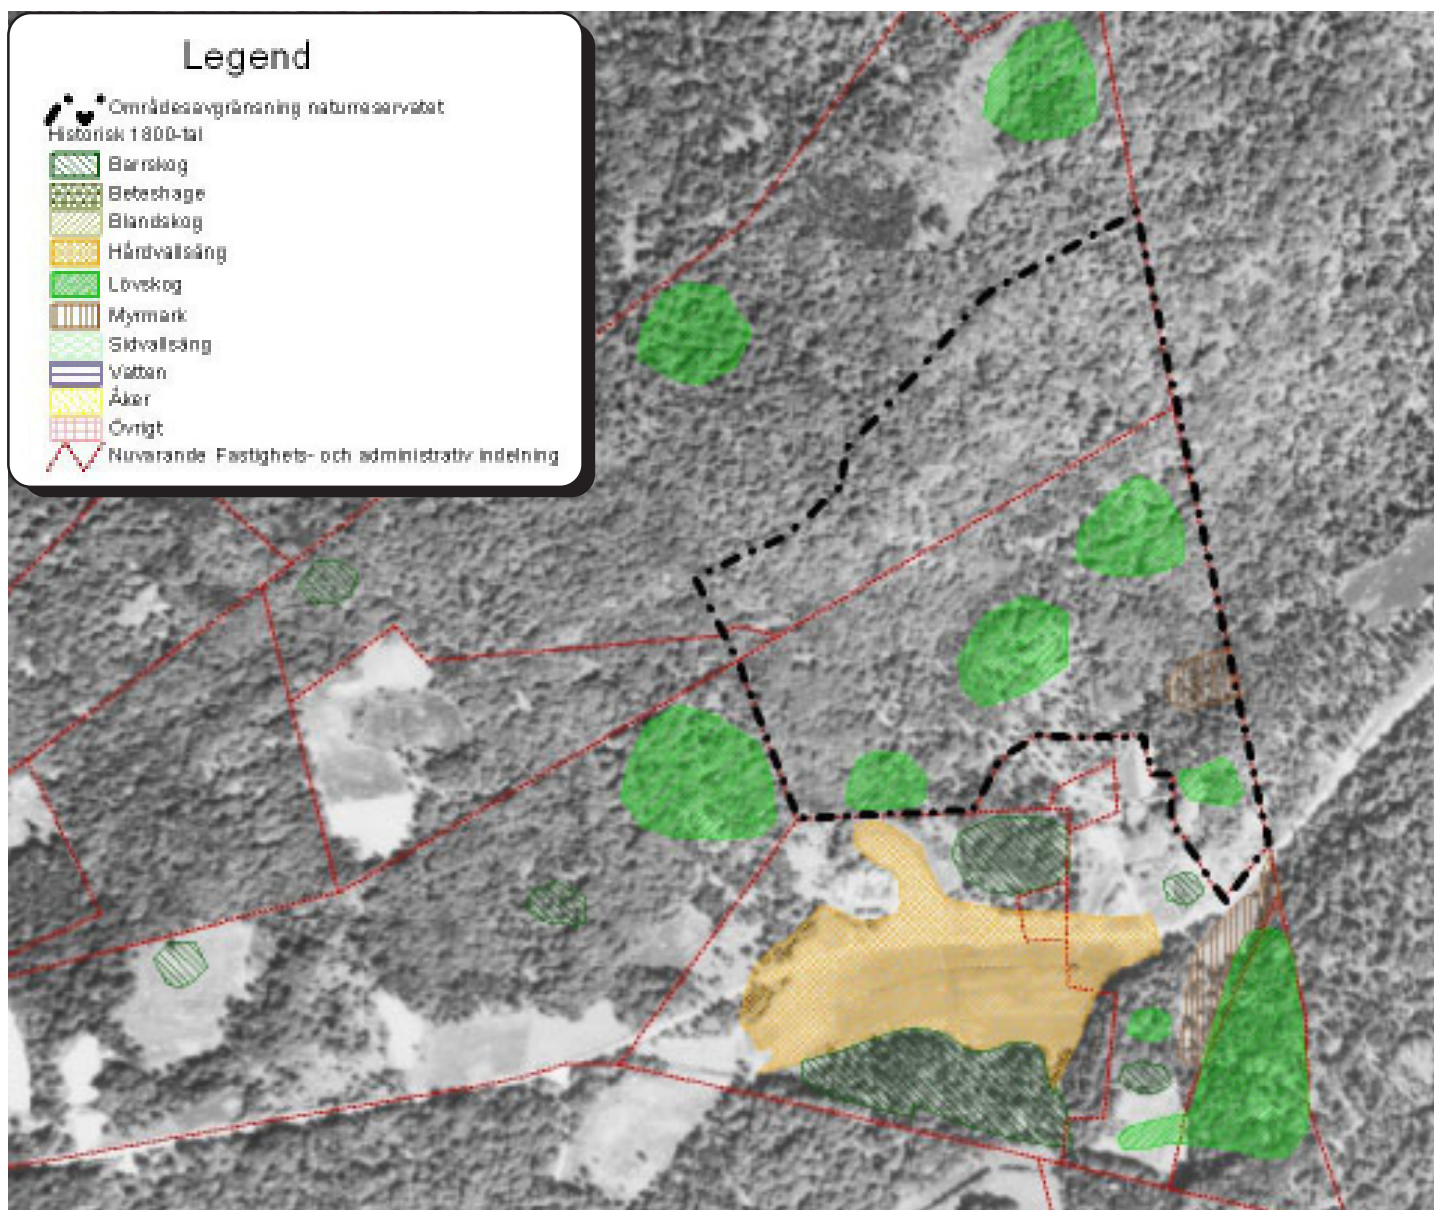 Legend
Områdesavgränsning naturreservatet
Historisk 1800-tal
Barrskog
Beteshage
Blandskog
Hårdvallsäng
Lövskog
Myrmark
Sidvallsäng
Vatten
Åker
Övrigt
Nuvarande Fastighets- och administrativ indelning